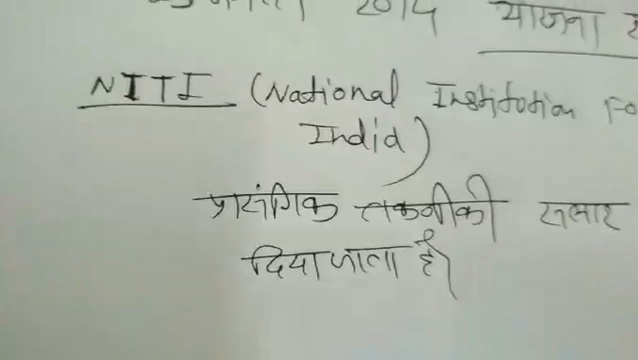 2014 योजना
NITI (National Institution Fo
India)
प्रासंगिक तकनीकी सलाह
दिया जाता है।